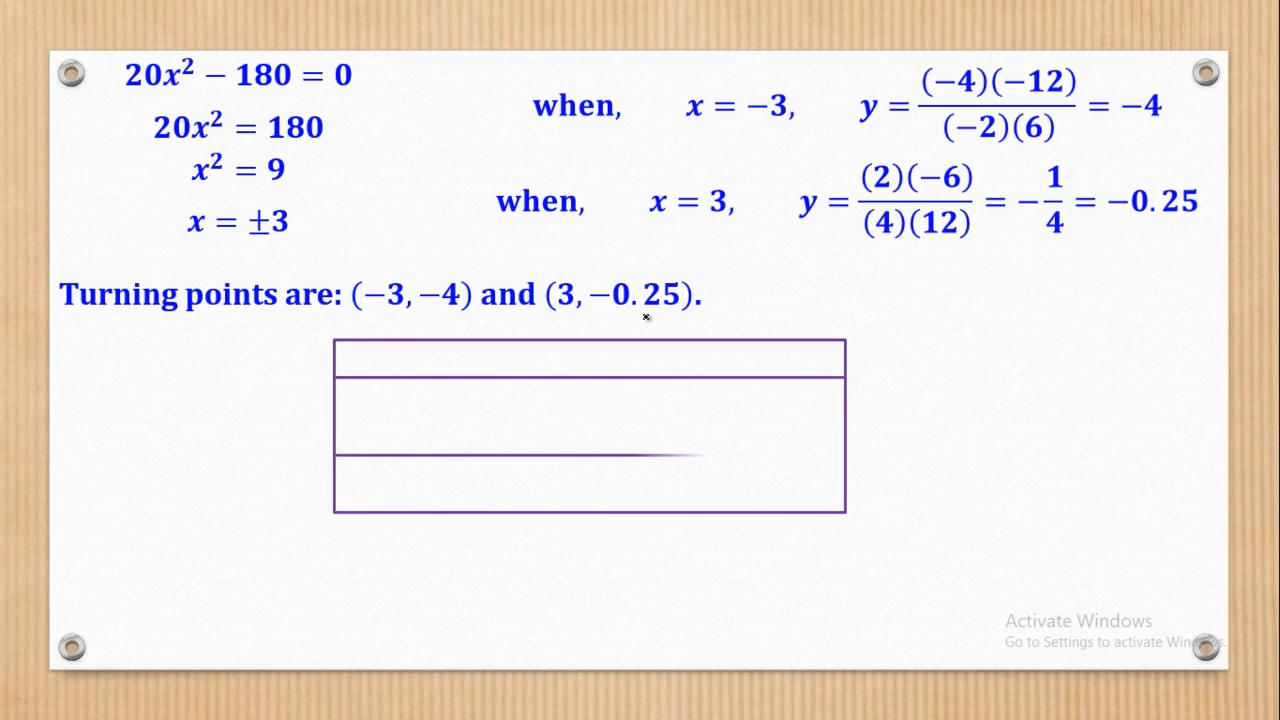 20x² − 180 = 0
20x² = 180
x² = 9
x = ±3
when, x = −3, y = (−4)(−12)/(−2)(6) = −4
when, x = 3, y = (2)(−6)/(4)(12) = −1/4 = −0.25
Turning points are: (−3, −4) and (3, −0.25).
Activate Windows
Go to Settings to activate Windows.